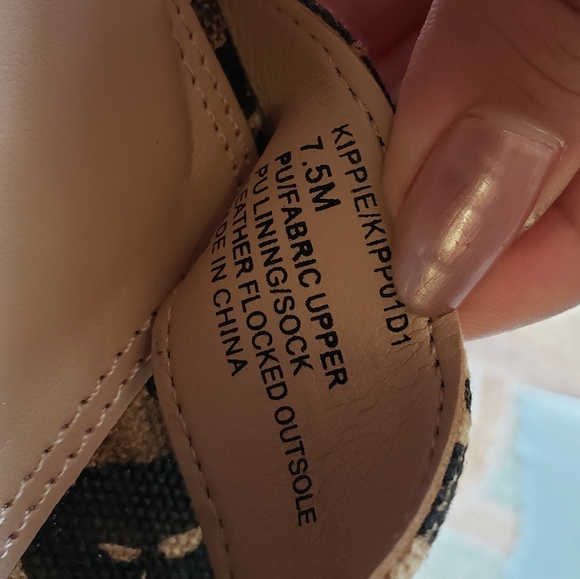 KIPPIE/KIPP01D1
7.5M
PU/FABRIC UPPER
PU LINING/SOCK
EATHER FLOCKED OUTSOLE
DE IN CHINA